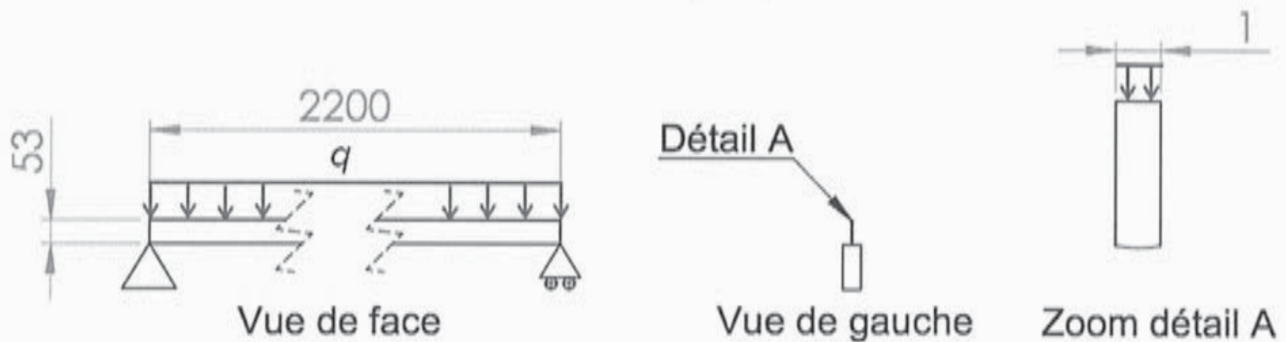 2200
53
q
Détail A
1
Vue de face
Vue de gauche
Zoom détail A